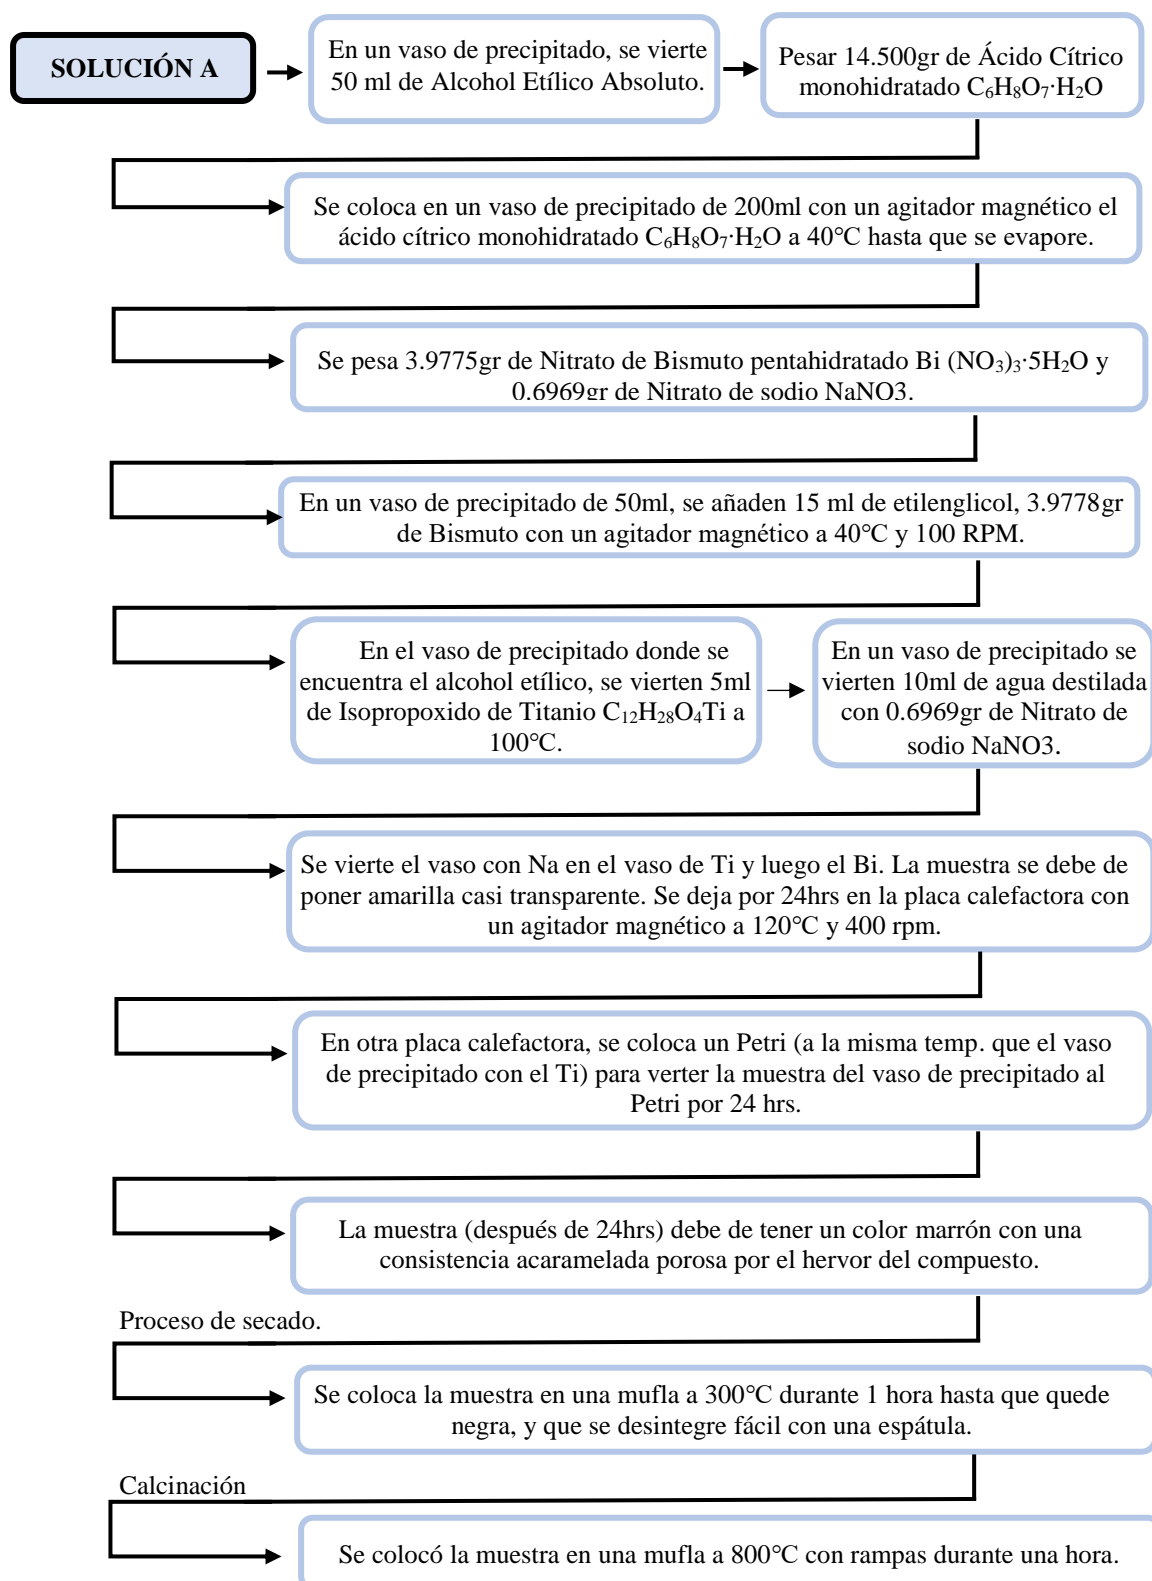 SOLUCIÓN A
En un vaso de precipitado, se vierte
50 ml de Alcohol Etílico Absoluto.
Pesar 14.500gr de Ácido Cítrico
monohidratado C₆H₈O₇·H₂O
Se coloca en un vaso de precipitado de 200ml con un agitador magnético el
ácido cítrico monohidratado C₆H₈O₇·H₂O a 40°C hasta que se evapore.
Se pesa 3.9775gr de Nitrato de Bismuto pentahidratado Bi (NO₃)₃·5H₂O y
0.6969gr de Nitrato de sodio NaNO3.
En un vaso de precipitado de 50ml, se añaden 15 ml de etilenglicol, 3.9778gr
de Bismuto con un agitador magnético a 40°C y 100 RPM.
En el vaso de precipitado donde se
encuentra el alcohol etílico, se vierten 5ml
de Isopropoxido de Titanio C₁₂H₂₈O₄Ti a
100°C.
En un vaso de precipitado se
vierten 10ml de agua destilada
con 0.6969gr de Nitrato de
sodio NaNO3.
Se vierte el vaso con Na en el vaso de Ti y luego el Bi. La muestra se debe de
poner amarilla casi transparente. Se deja por 24hrs en la placa calefactora con
un agitador magnético a 120°C y 400 rpm.
En otra placa calefactora, se coloca un Petri (a la misma temp. que el vaso
de precipitado con el Ti) para verter la muestra del vaso de precipitado al
Petri por 24 hrs.
La muestra (después de 24hrs) debe de tener un color marrón con una
consistencia acaramelada porosa por el hervor del compuesto.
Proceso de secado.
Se coloca la muestra en una mufla a 300°C durante 1 hora hasta que quede
negra, y que se desintegre fácil con una espátula.
Calcinación
Se colocó la muestra en una mufla a 800°C con rampas durante una hora.